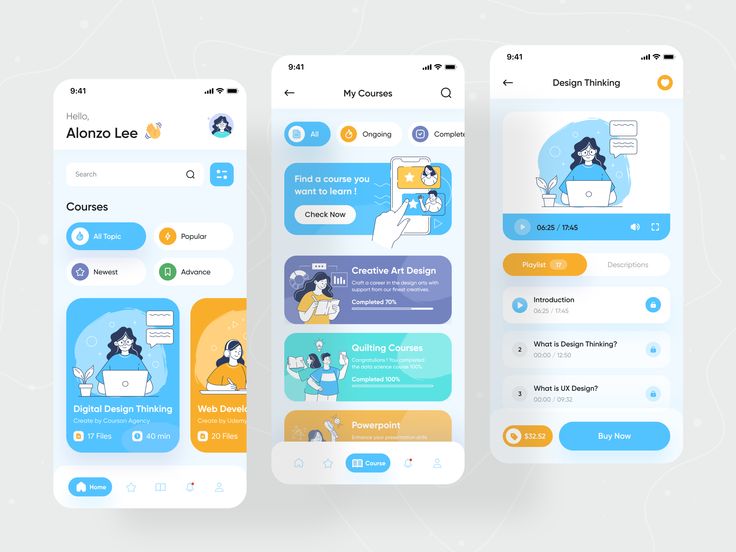 9:41
Hello,
Alonzo Lee
Search
Courses
All Topic
Popular
Newest
Advance
Digital Design Thinking
Create by Courson Agency
17 Files
40 min
Web Develo
Create by Udemy
20 Files
Home
9:41
My Courses
All
Ongoing
Complete
Find a course you
want to learn !
Check Now
Creative Art Design
Craft a career in the design arts with
support from our finest creatives.
Completed 70%
Quilting Courses
Congratulions ! You completed
the data science course 100%
Completed 100%
Powerpoint
Enhance your presentation skills
Course
9:41
Design Thinking
06:25 / 17:45
Playlist 17
Descriptions
Introduction
06:25 / 17:45
2
What is Design Thinking?
00:00 / 12:50
3
What is UX Design?
00:00 / 09:32
$32.52
Buy Now